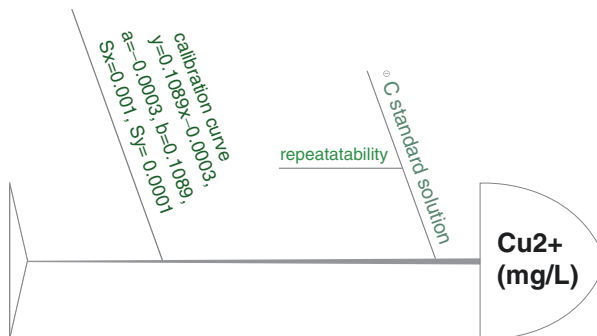 calibration curve
y=0.1089x−0.0003,
a=−0.0003, b=0.1089,
Sx=0.001, Sy= 0.0001
repeatatability
C standard solution
Cu2+
(mg/L)